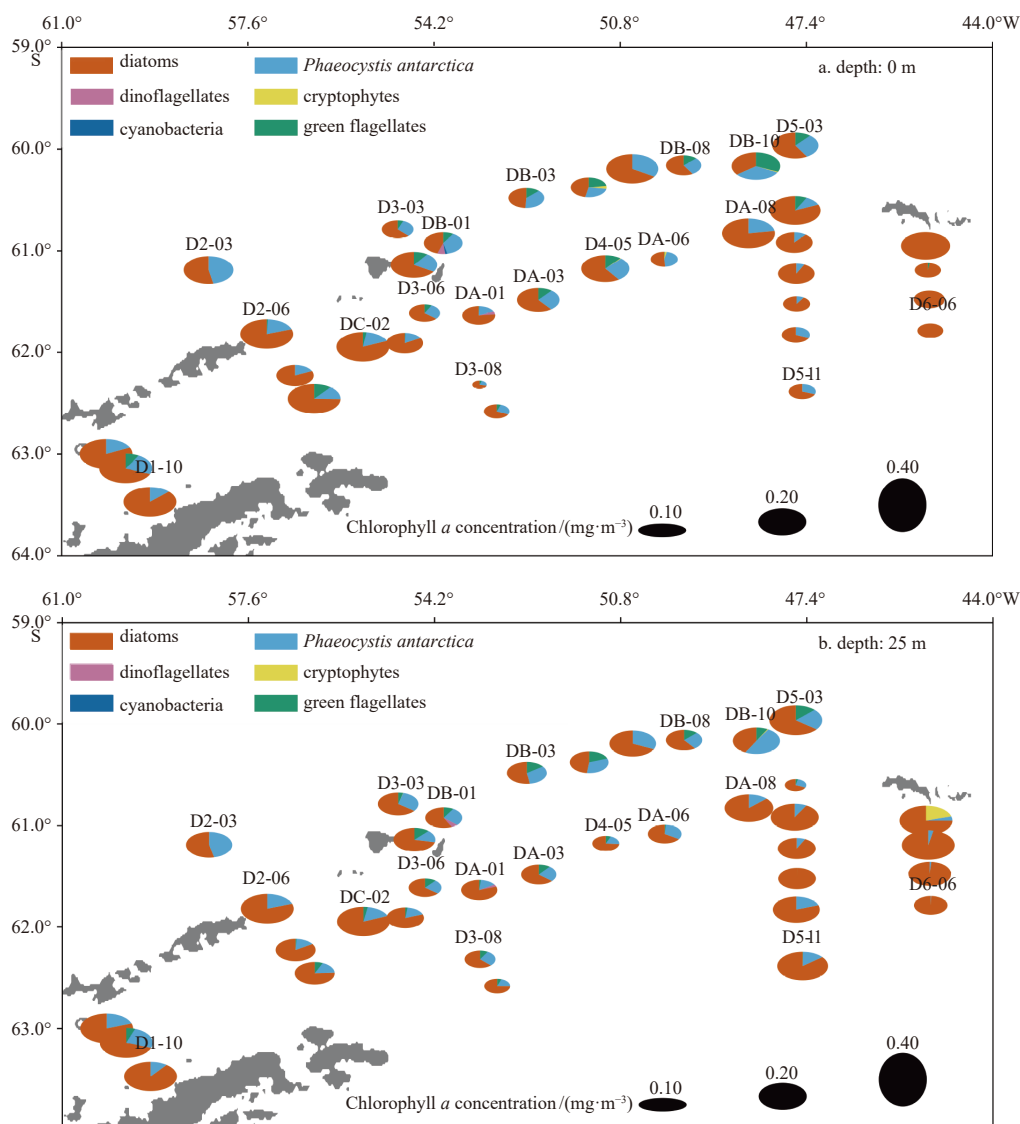 61.0° 57.6° 54.2° 50.8° 47.4° 44.0°W
59.0°
S
diatoms Phaeocystis antarctica a. depth: 0 m
dinoflagellates cryptophytes
cyanobacteria green flagellates
D5-03
60.0° DB-08 DB-10
DB-03
D3-03 DB-01 DA-08
61.0° D2-03 D4-05 DA-06
D3-06 DA-01 DA-03 D6-06
D2-06 DC-02
62.0°
D3-08 D5-11
63.0°
D1-10
0.10 0.20 0.40
Chlorophyll a concentration/(mg·m⁻³)
64.0°
61.0° 57.6° 54.2° 50.8° 47.4° 44.0°W
59.0°
S
diatoms Phaeocystis antarctica b. depth: 25 m
dinoflagellates cryptophytes
cyanobacteria green flagellates
D5-03
60.0° DB-08 DB-10
DB-03
D3-03 DB-01 DA-08
61.0° D2-03 D4-05 DA-06
D3-06 DA-01 DA-03 D6-06
D2-06 DC-02
62.0°
D3-08 D5-11
63.0°
D1-10
0.10 0.20 0.40
Chlorophyll a concentration/(mg·m⁻³)